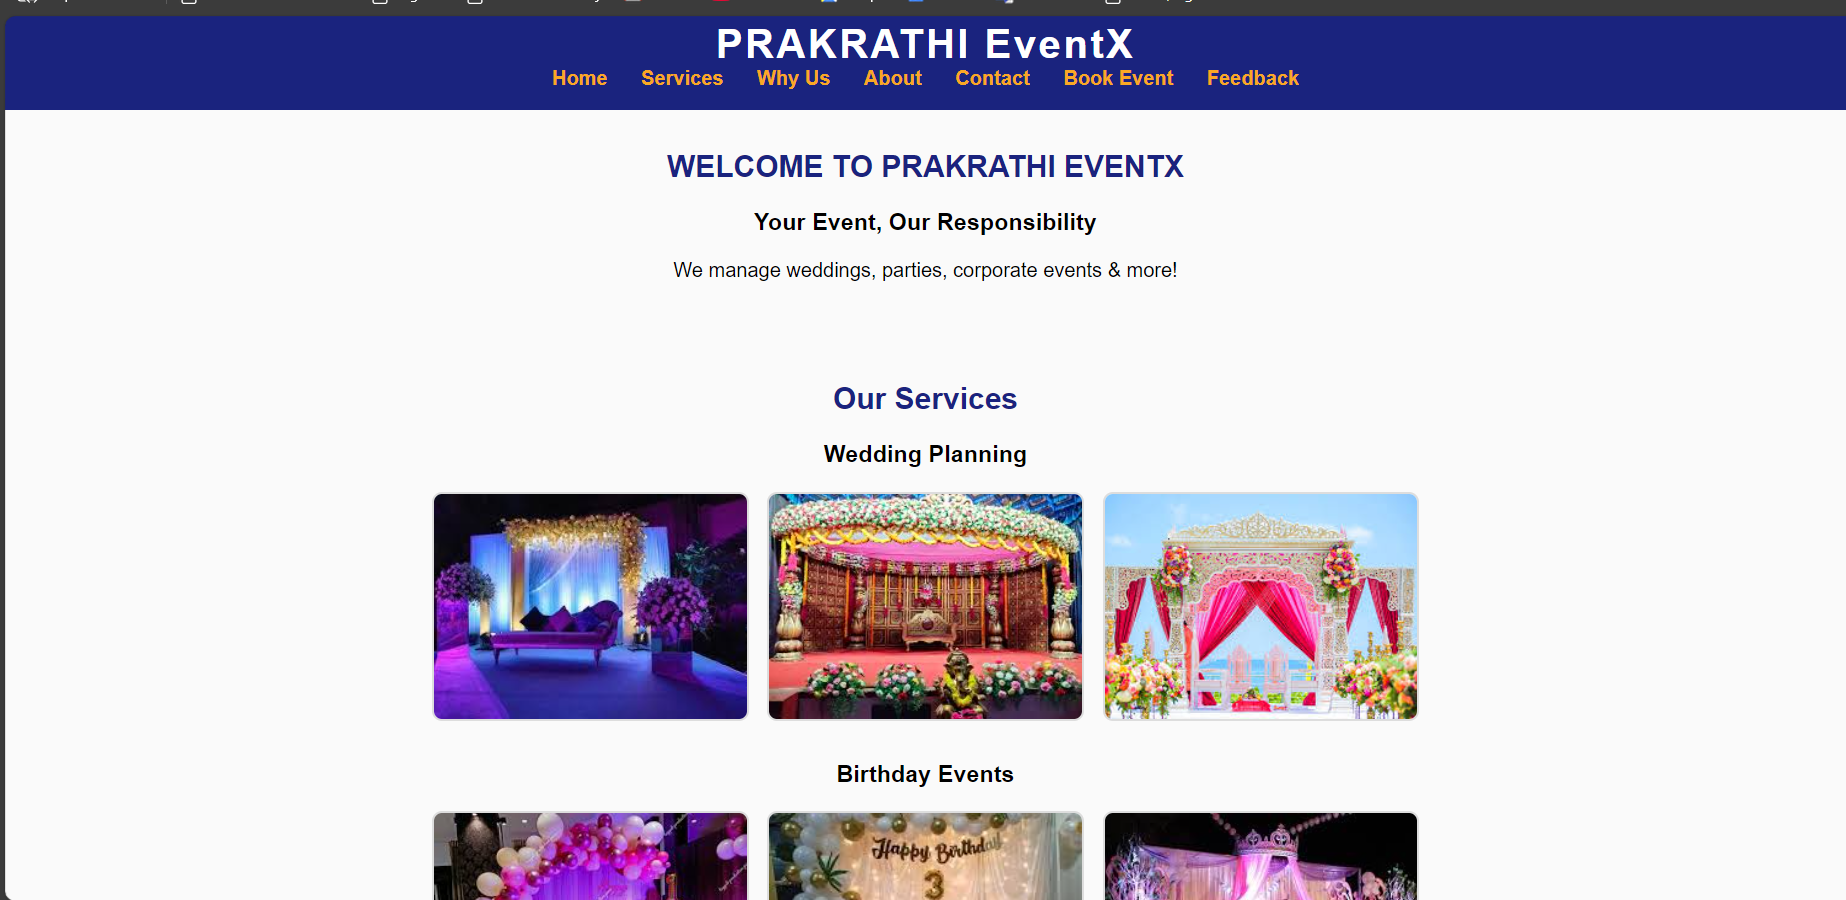 PRAKRATHI EventX
Home Services Why Us About Contact Book Event Feedback
WELCOME TO PRAKRATHI EVENTX
Your Event, Our Responsibility
We manage weddings, parties, corporate events & more!
Our Services
Wedding Planning
Birthday Events
Happy Birthday
3